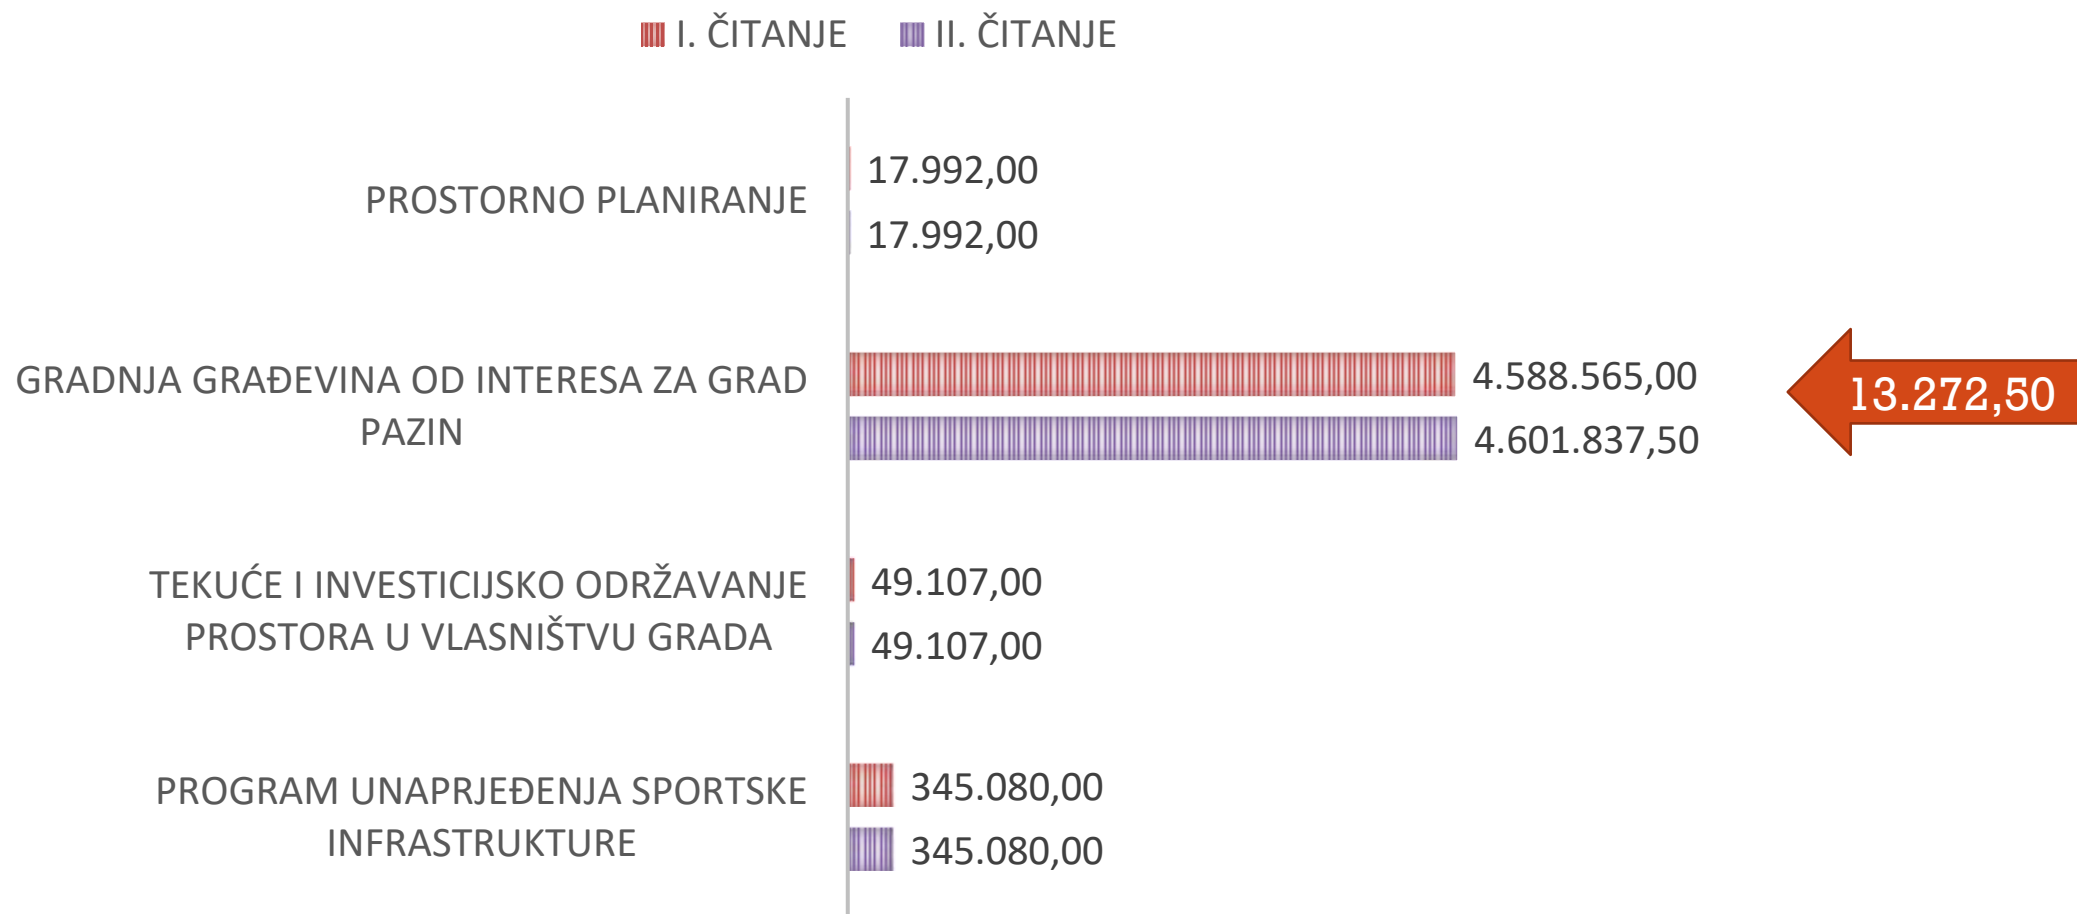 I. ČITANJE II. ČITANJE
PROSTORNO PLANIRANJE
17.992,00
17.992,00
GRADNJA GRAĐEVINA OD INTERESA ZA GRAD
PAZIN
4.588.565,00
4.601.837,50
13.272,50
TEKUĆE I INVESTICIJSKO ODRŽAVANJE
PROSTORA U VLASNIŠTVU GRADA
49.107,00
49.107,00
PROGRAM UNAPRJEĐENJA SPORTSKE
INFRASTRUKTURE
345.080,00
345.080,00